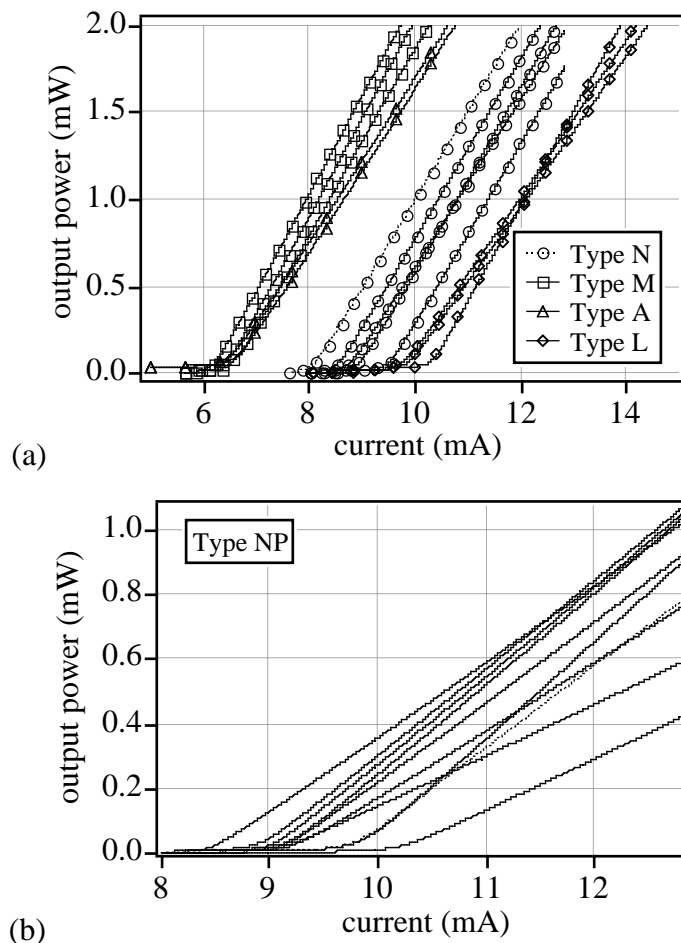 2.0
1.5
1.0
0.5
0.0
output power (mW)
6 8 10 12 14
current (mA)
Type N
Type M
Type A
Type L
(a)
Type NP
1.0
0.8
0.6
0.4
0.2
0.0
output power (mW)
8 9 10 11 12
current (mA)
(b)